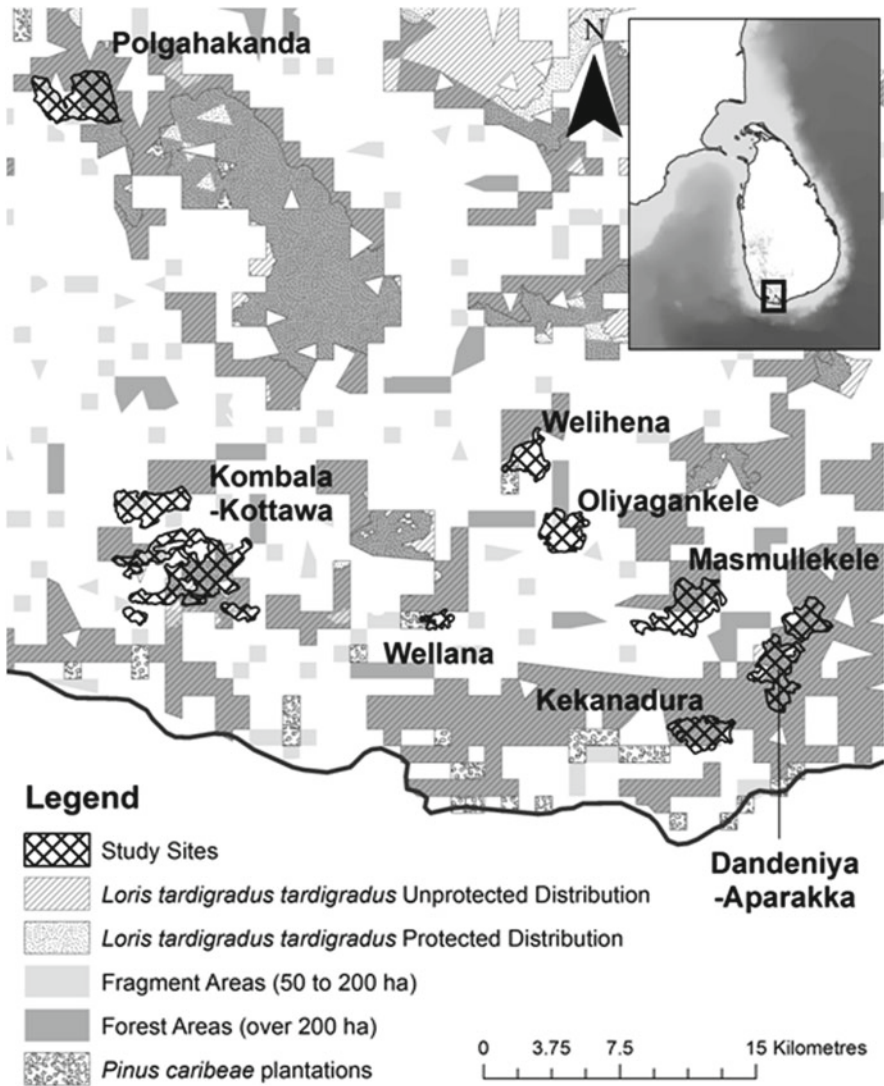 Polgahakanda
N
Welihena
Kombala
-Kottawa
Oliyagankele
Masmullekele
Wellana
Kekanadura
Legend
Study Sites
Loris tardigradus tardigradus Unprotected Distribution
Loris tardigradus tardigradus Protected Distribution
Fragment Areas (50 to 200 ha)
Forest Areas (over 200 ha)
Pinus caribeae plantations
Dandeniya
-Aparakka
0 3.75 7.5 15 Kilometres